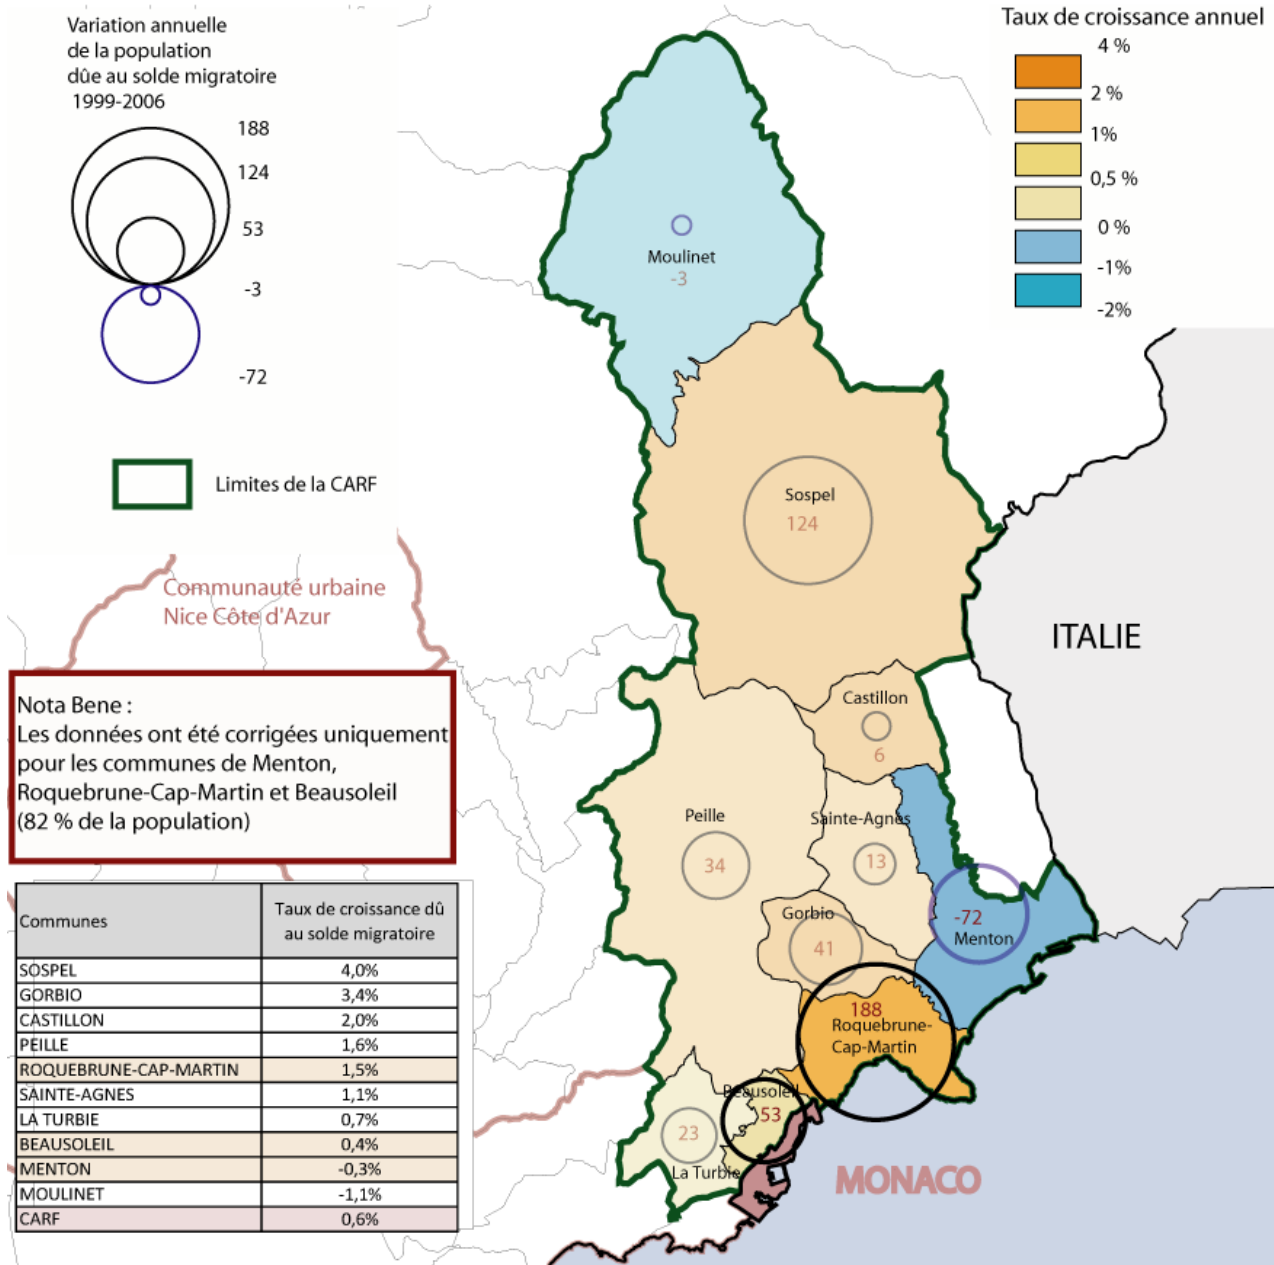 Variation annuelle
de la population
dûe au solde migratoire
1999-2006
188
124
53
-3
-72
Limites de la CARF
Taux de croissance annuel
4 %
2 %
1%
0,5 %
0 %
-1%
-2%
Moulinet
-3
Sospel
124
Communauté urbaine
Nice Côte d'Azur
ITALIE
Castillon
6
Nota Bene :
Les données ont été corrigées uniquement
pour les communes de Menton,
Roquebrune-Cap-Martin et Beausoleil
(82 % de la population)
Peille
34
Sainte-Agnès
13
Gorbio
41
-72
Menton
188
Roquebrune-
Cap-Martin
Beausoleil
53
23
La Turbie
MONACO
Communes Taux de croissance dû au solde migratoire
SOSPEL 4,0%
GORBIO 3,4%
CASTILLON 2,0%
PEILLE 1,6%
ROQUEBRUNE-CAP-MARTIN 1,5%
SAINTE-AGNES 1,1%
LA TURBIE 0,7%
BEAUSOLEIL 0,4%
MENTON -0,3%
MOULINET -1,1%
CARF 0,6%